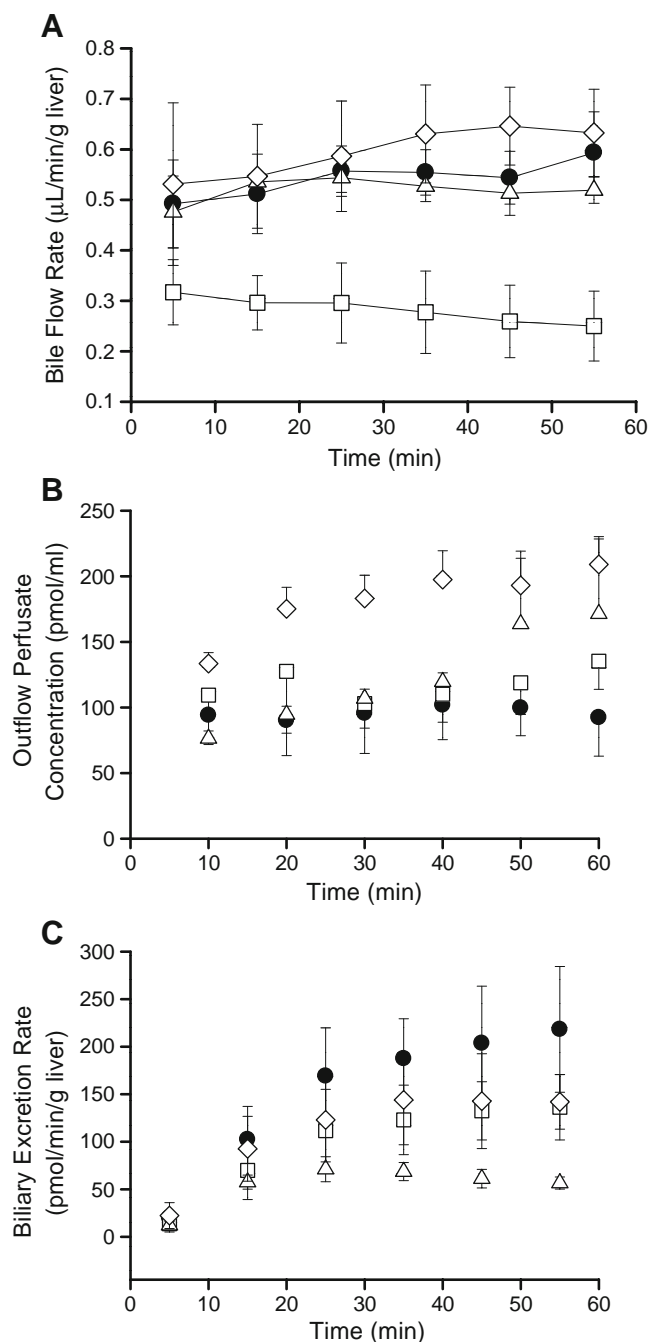 A
0.8
0.7
0.6
0.5
0.4
0.3
0.2
0.1
Bile Flow Rate (μL/min/g liver)
0 10 20 30 40 50 60
Time (min)
B
250
200
150
100
50
0
Outflow Perfusate
Concentration (pmol/ml)
0 10 20 30 40 50 60
Time (min)
C
300
250
200
150
100
50
0
Biliary Excretion Rate
(pmol/min/g liver)
0 10 20 30 40 50 60
Time (min)